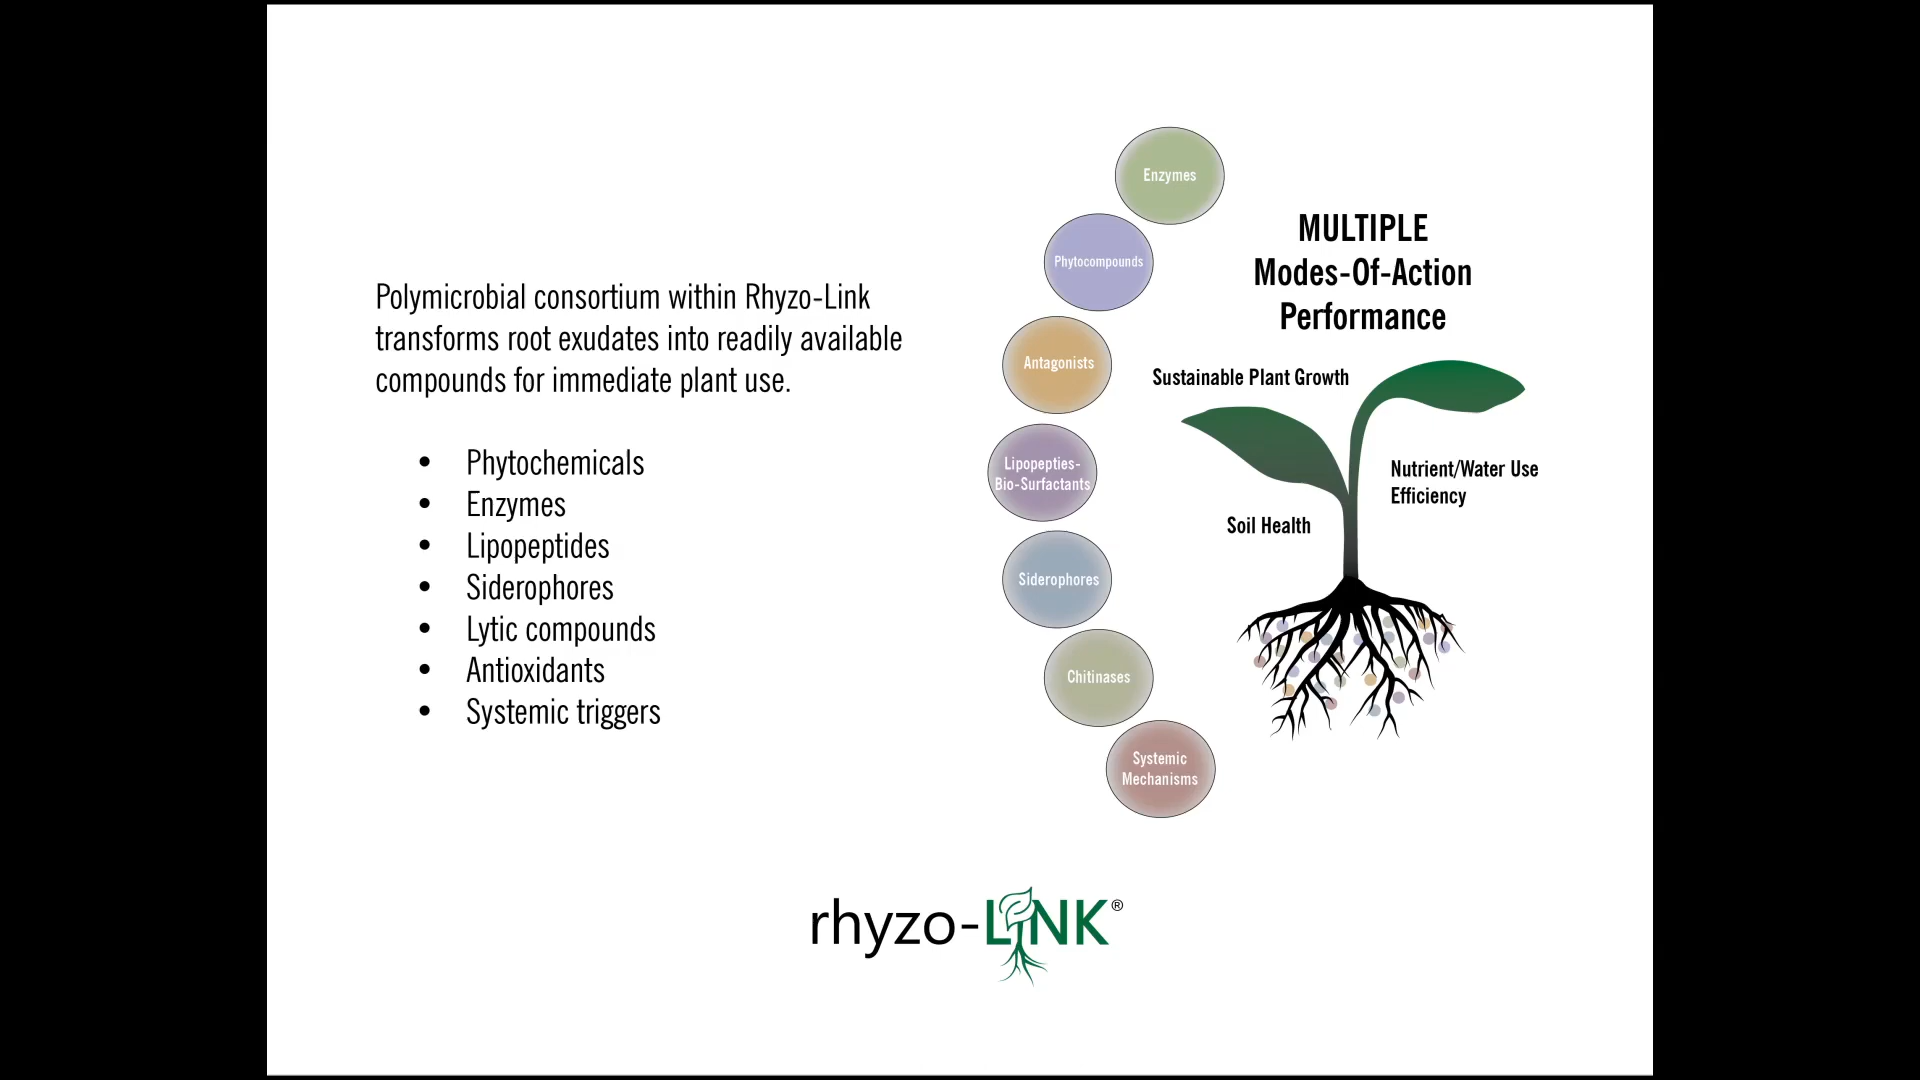 Polymicrobial consortium within Rhyzo-Link
transforms root exudates into readily available
compounds for immediate plant use.
• Phytochemicals
• Enzymes
• Lipopeptides
• Siderophores
• Lytic compounds
• Antioxidants
• Systemic triggers
Enzymes
Phytocompounds
Antagonists
Lipopepties-
Bio-Surfactants
Siderophores
Chitinases
Systemic
Mechanisms
MULTIPLE
Modes-Of-Action
Performance
Sustainable Plant Growth
Nutrient/Water Use
Efficiency
Soil Health
rhyzo-LINK®